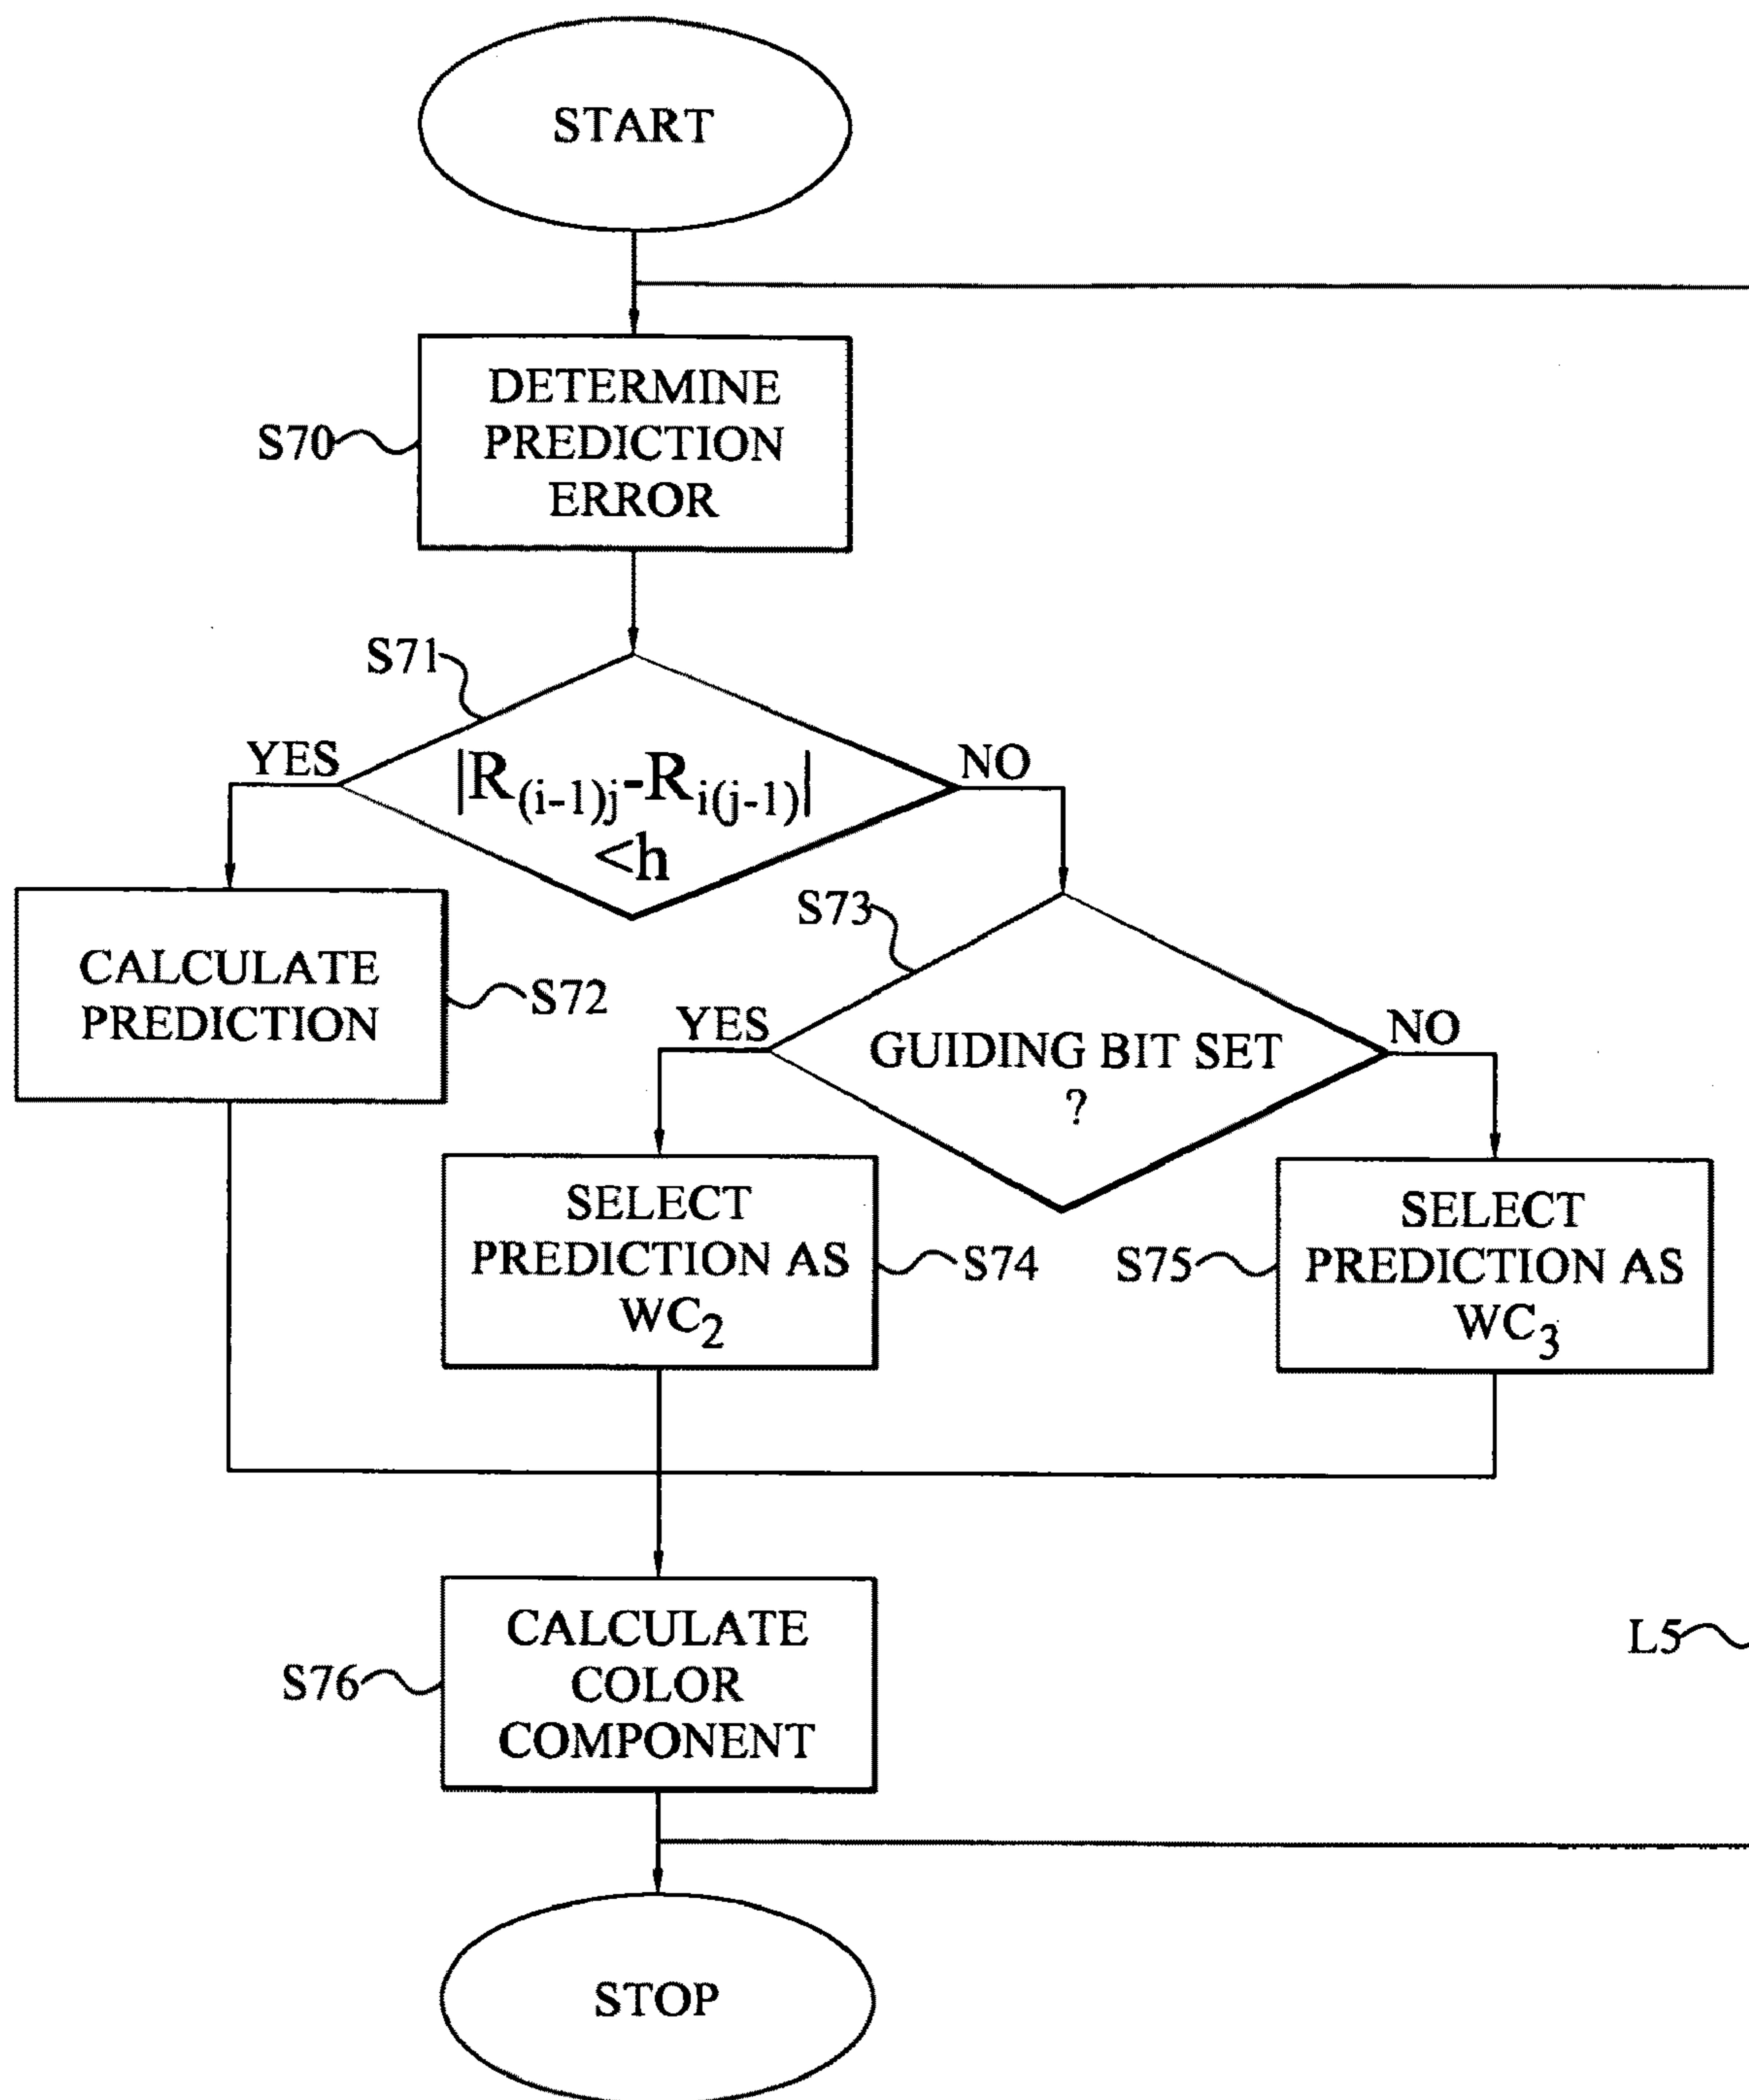 START
DETERMINE
PREDICTION
ERROR
S70
S71
YES
|R(i-1)j-Ri(j-1)|
<h
NO
CALCULATE
PREDICTION
S72
S73
YES
GUIDING BIT SET
?
NO
SELECT
PREDICTION AS
WC2
S74
S75
SELECT
PREDICTION AS
WC3
CALCULATE
COLOR
COMPONENT
S76
L5
STOP